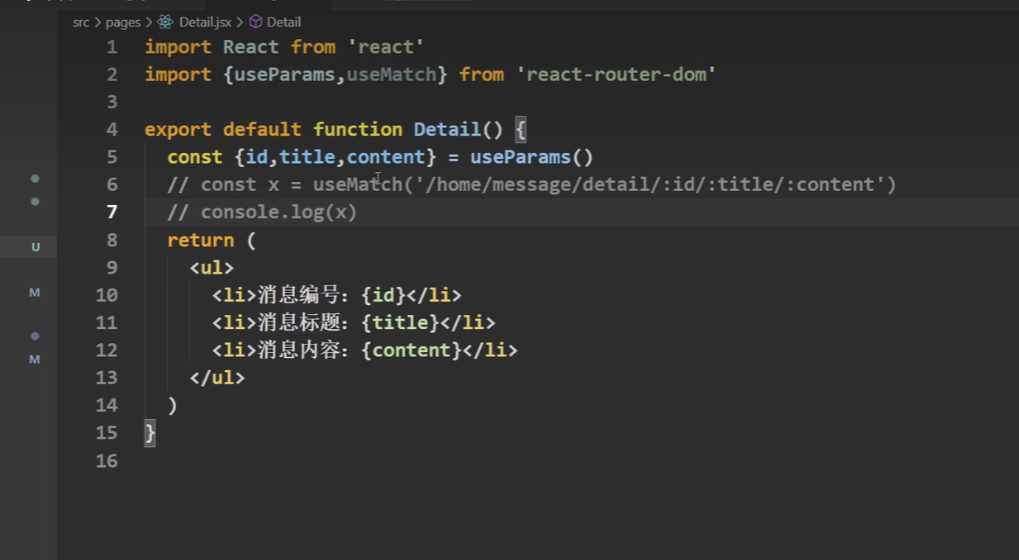 src > pages > Detail.jsx > Detail
1 import React from 'react'
2 import {useParams,useMatch} from 'react-router-dom'
3
4 export default function Detail() {
5 const {id,title,content} = useParams()
6 // const x = useMatch('/home/message/detail/:id/:title/:content')
7 // console.log(x)
U 8 return (
9 <ul>
M 10 <li>消息编号：{id}</li>
11 <li>消息标题：{title}</li>
M 12 <li>消息内容：{content}</li>
13 </ul>
14 )
15 }
16